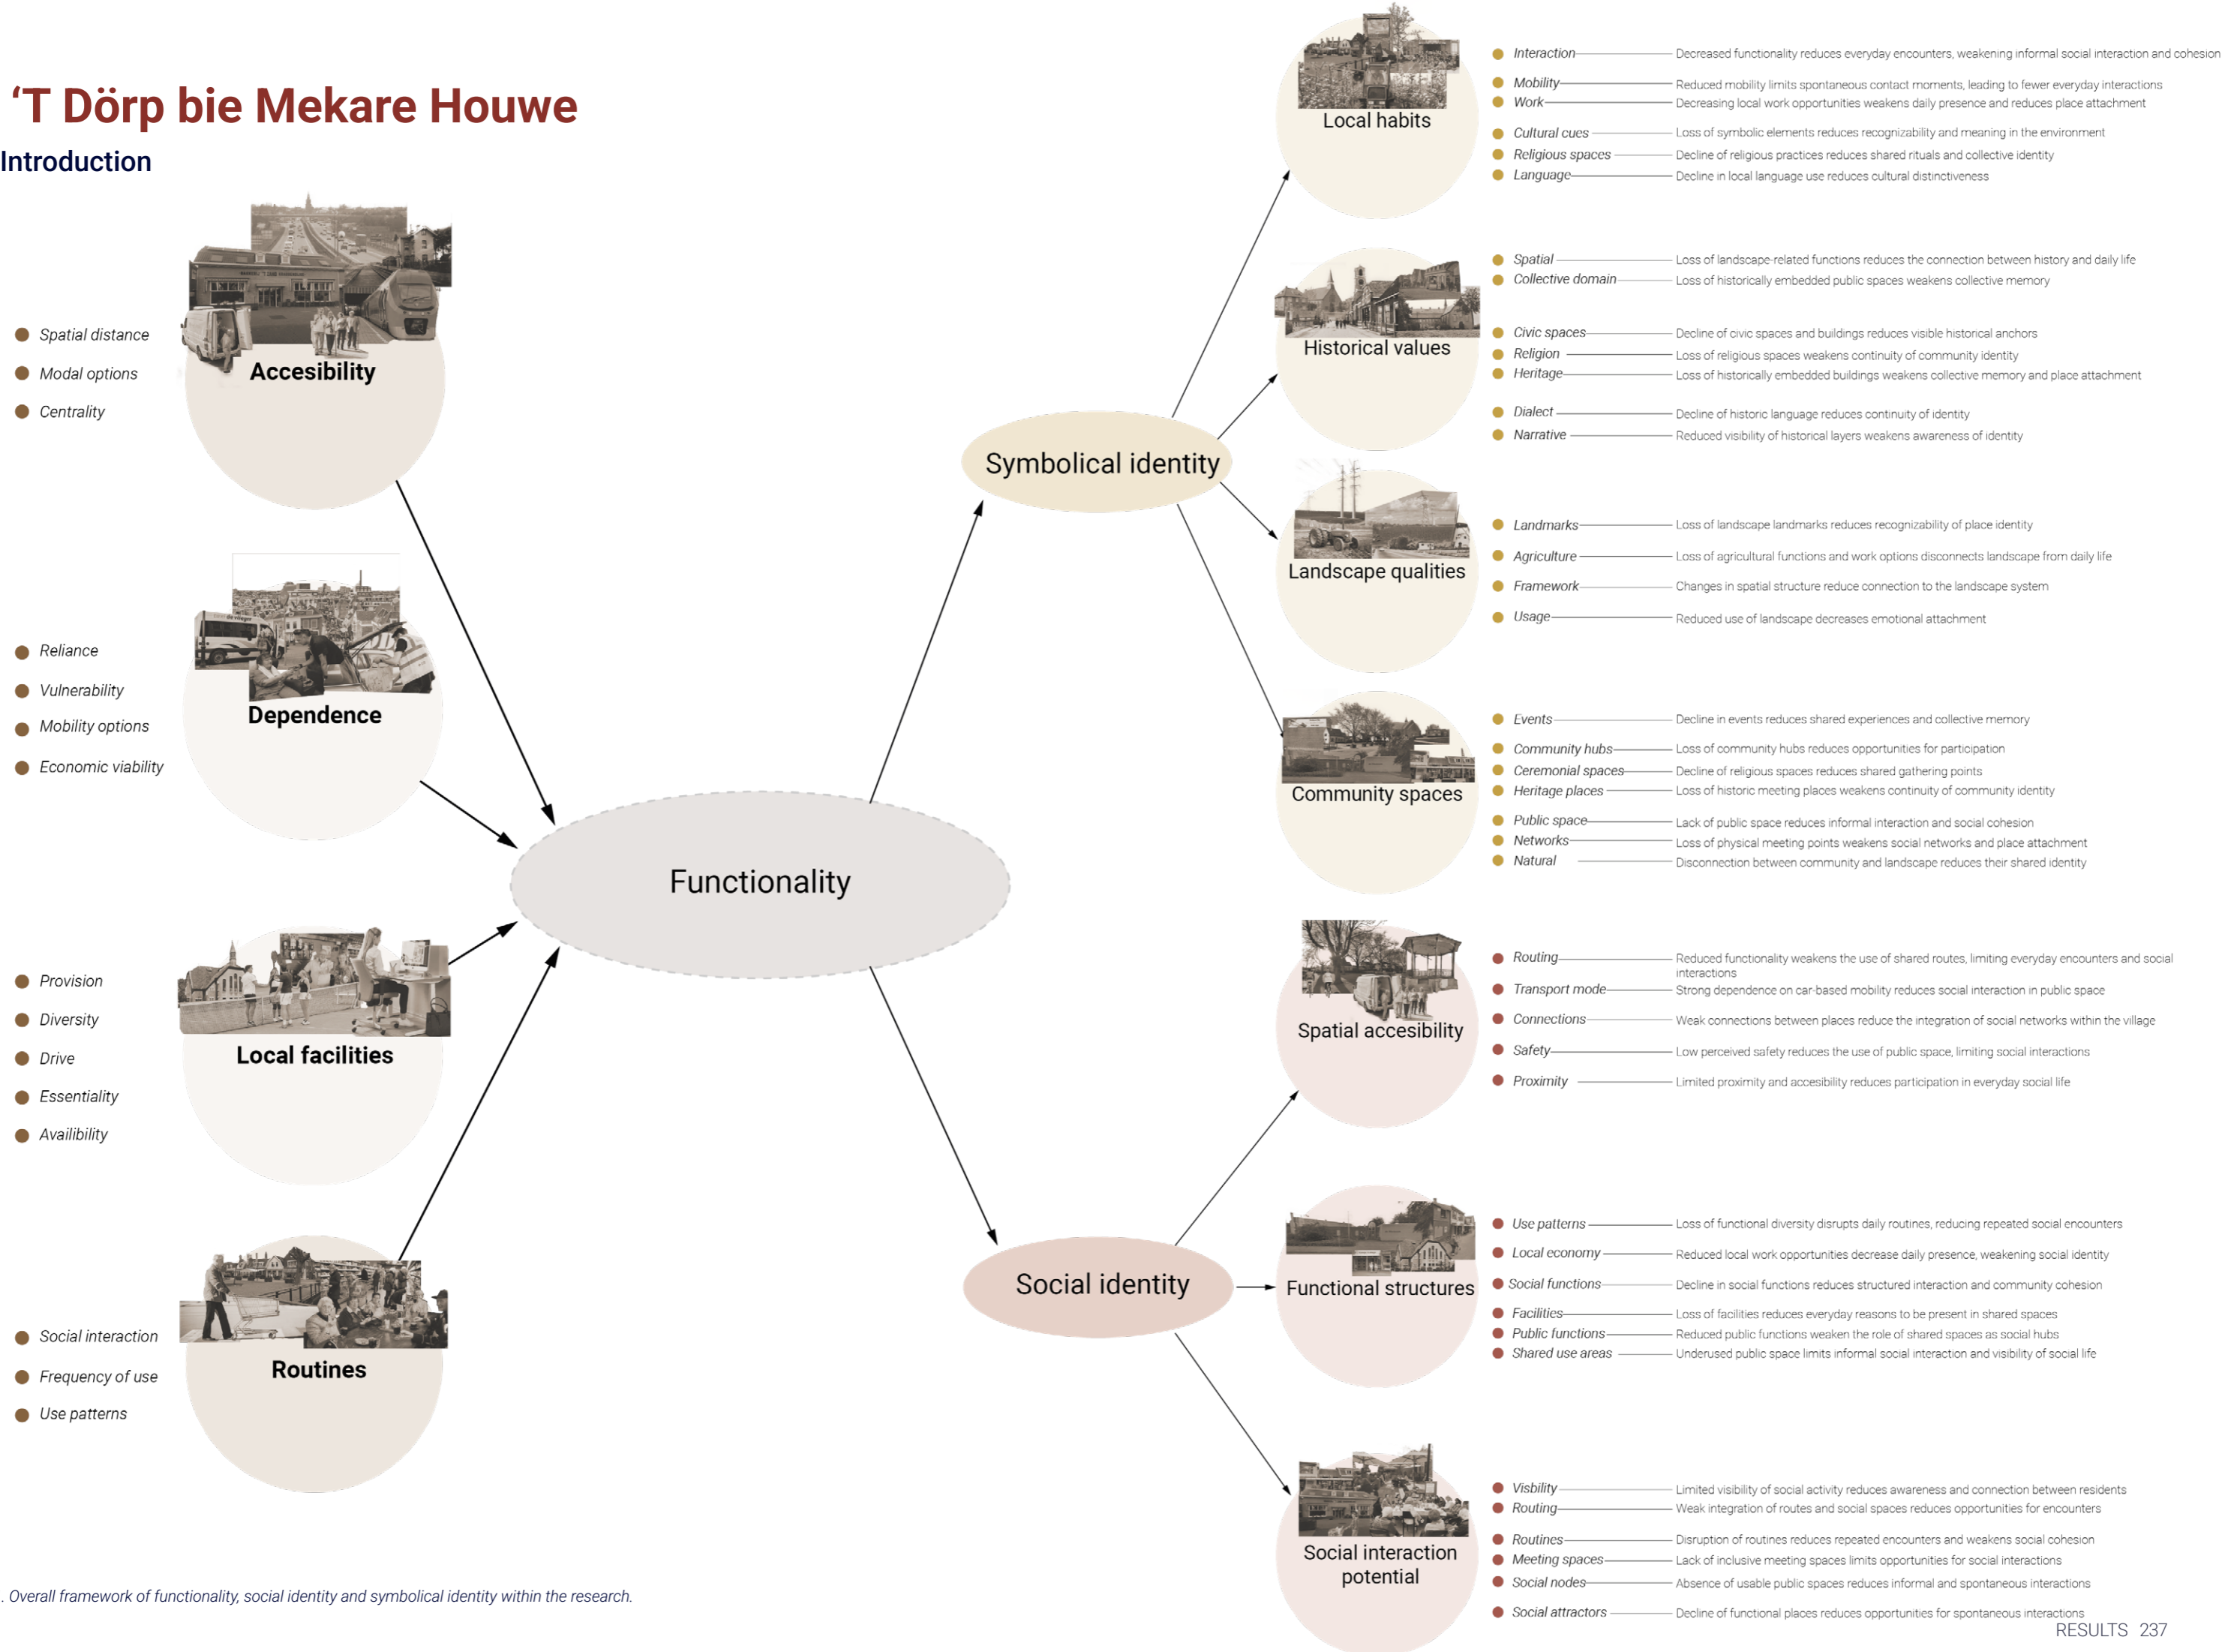 ‘T Dörp bie Mekare Houwe
Introduction
Spatial distance
Modal options
Centrality
Accesibility
Reliance
Vulnerability
Mobility options
Economic viability
Dependence
Provision
Diversity
Drive
Essentiality
Availibility
Local facilities
Social interaction
Frequency of use
Use patterns
Routines
Functionality
Symbolical identity
Social identity
Local habits
Interaction Decreased functionality reduces everyday encounters, weakening informal social interaction and cohesion
Mobility Reduced mobility limits spontaneous contact moments, leading to fewer everyday interactions
Work Decreasing local work opportunities weakens daily presence and reduces place attachment
Cultural cues Loss of symbolic elements reduces recognizability and meaning in the environment
Religious spaces Decline of religious practices reduces shared rituals and collective identity
Language Decline in local language use reduces cultural distinctiveness
Historical values
Spatial Loss of landscape-related functions reduces the connection between history and daily life
Collective domain Loss of historically embedded public spaces weakens collective memory
Civic spaces Decline of civic spaces and buildings reduces visible historical anchors
Religion Loss of religious spaces weakens continuity of community identity
Heritage Loss of historically embedded buildings weakens collective memory and place attachment
Dialect Decline of historic language reduces continuity of identity
Narrative Reduced visibility of historical layers weakens awareness of identity
Landscape qualities
Landmarks Loss of landscape landmarks reduces recognizability of place identity
Agriculture Loss of agricultural functions and work options disconnects landscape from daily life
Framework Changes in spatial structure reduce connection to the landscape system
Usage Reduced use of landscape decreases emotional attachment
Community spaces
Events Decline in events reduces shared experiences and collective memory
Community hubs Loss of community hubs reduces opportunities for participation
Ceremonial spaces Decline of religious spaces reduces shared gathering points
Heritage places Loss of historic meeting places weakens continuity of community identity
Public space Lack of public space reduces informal interaction and social cohesion
Networks Loss of physical meeting points weakens social networks and place attachment
Natural Disconnection between community and landscape reduces their shared identity
Spatial accesibility
Routing Reduced functionality weakens the use of shared routes, limiting everyday encounters and social
interactions
Transport mode Strong dependence on car-based mobility reduces social interaction in public space
Connections Weak connections between places reduce the integration of social networks within the village
Safety Low perceived safety reduces the use of public space, limiting social interactions
Proximity Limited proximity and accesibility reduces participation in everyday social life
Functional structures
Use patterns Loss of functional diversity disrupts daily routines, reducing repeated social encounters
Local economy Reduced local work opportunities decrease daily presence, weakening social identity
Social functions Decline in social functions reduces structured interaction and community cohesion
Facilities Loss of facilities reduces everyday reasons to be present in shared spaces
Public functions Reduced public functions weaken the role of shared spaces as social hubs
Shared use areas Underused public space limits informal social interaction and visibility of social life
Social interaction
potential
Visbility Limited visibility of social activity reduces awareness and connection between residents
Routing Weak integration of routes and social spaces reduces opportunities for encounters
Routines Disruption of routines reduces repeated encounters and weakens social cohesion
Meeting spaces Lack of inclusive meeting spaces limits opportunities for social interactions
Social nodes Absence of usable public spaces reduces informal and spontaneous interactions
Social attractors Decline of functional places reduces opportunities for spontaneous interactions
. Overall framework of functionality, social identity and symbolical identity within the research.
RESULTS 237